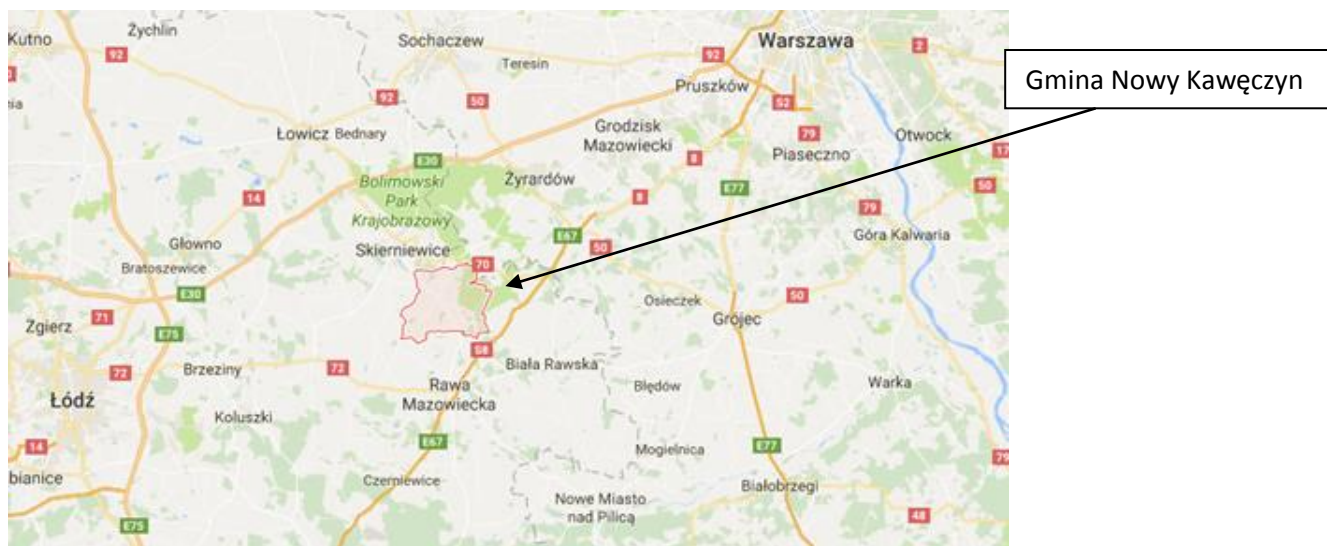 Gmina Nowy Kawęczyn
Kutno
Żychlin
92
Sochaczew
Teresin
92
Warszawa
2
Pruszków
S2
92
50
Łowicz
Bednary
Grodzisk
Mazowiecki
8
79
Piaseczno
Otwock
17
E30
Bolimowski
Park
Krajobrazowy
Żyrardów
8
E77
50
14
79
Góra Kalwaria
Głowno
Skierniewice
E67
50
Bratoszewice
70
E30
Osieczek
50
Zgierz
71
E75
Grójec
S8
Brzeziny
72
72
Biała Rawska
Rawa
Mazowiecka
Błędów
Warka
Łódź
Koluszki
14
E67
Mogielnica
E77
79
bianice
Czerniewice
Nowe Miasto
nad Pilicą
Białobrzegi
48
E75